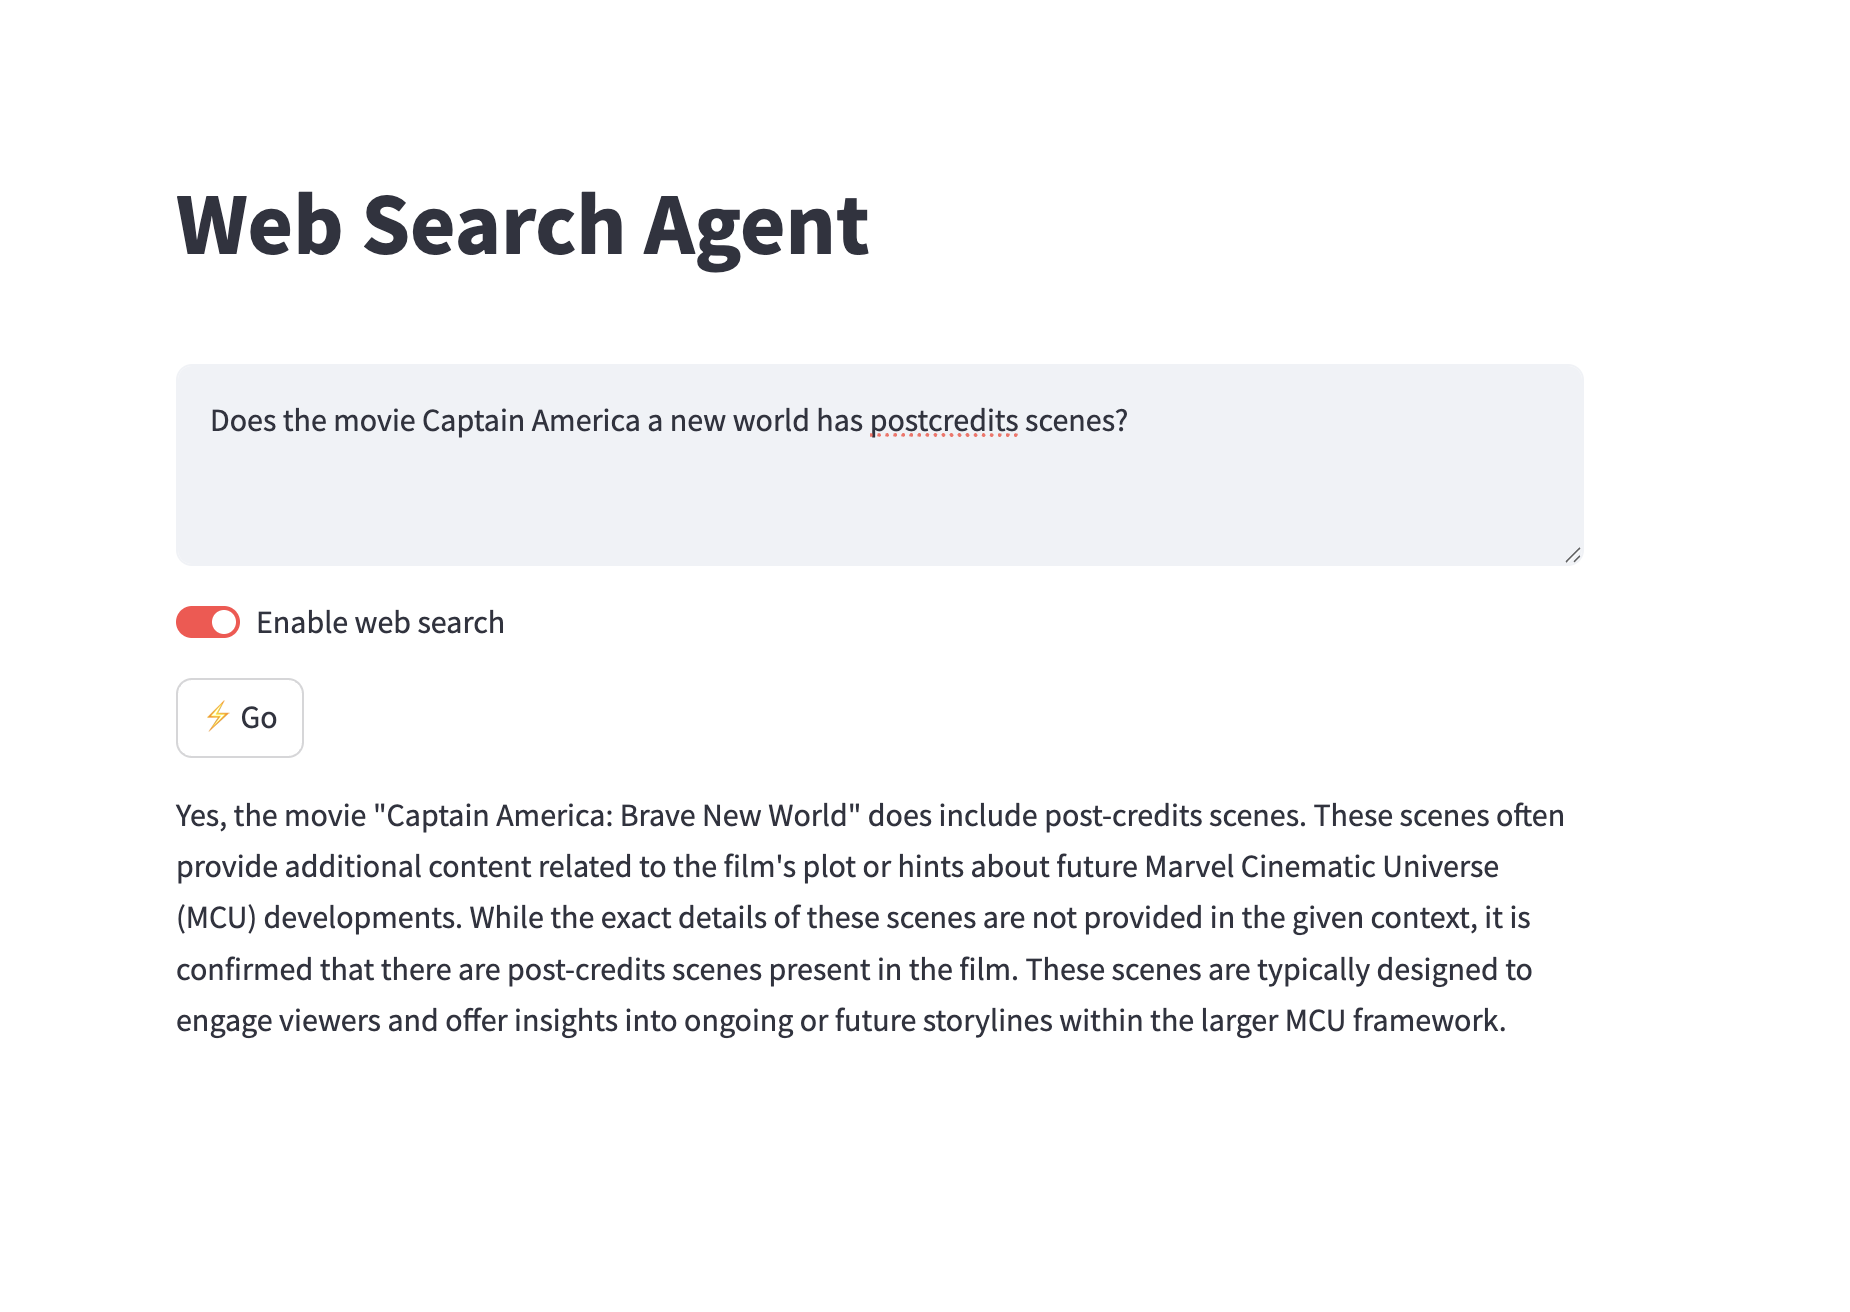 Web Search Agent
Does the movie Captain America a new world has postcredits scenes?
Enable web search
⚡ Go
Yes, the movie "Captain America: Brave New World" does include post-credits scenes. These scenes often
provide additional content related to the film's plot or hints about future Marvel Cinematic Universe
(MCU) developments. While the exact details of these scenes are not provided in the given context, it is
confirmed that there are post-credits scenes present in the film. These scenes are typically designed to
engage viewers and offer insights into ongoing or future storylines within the larger MCU framework.